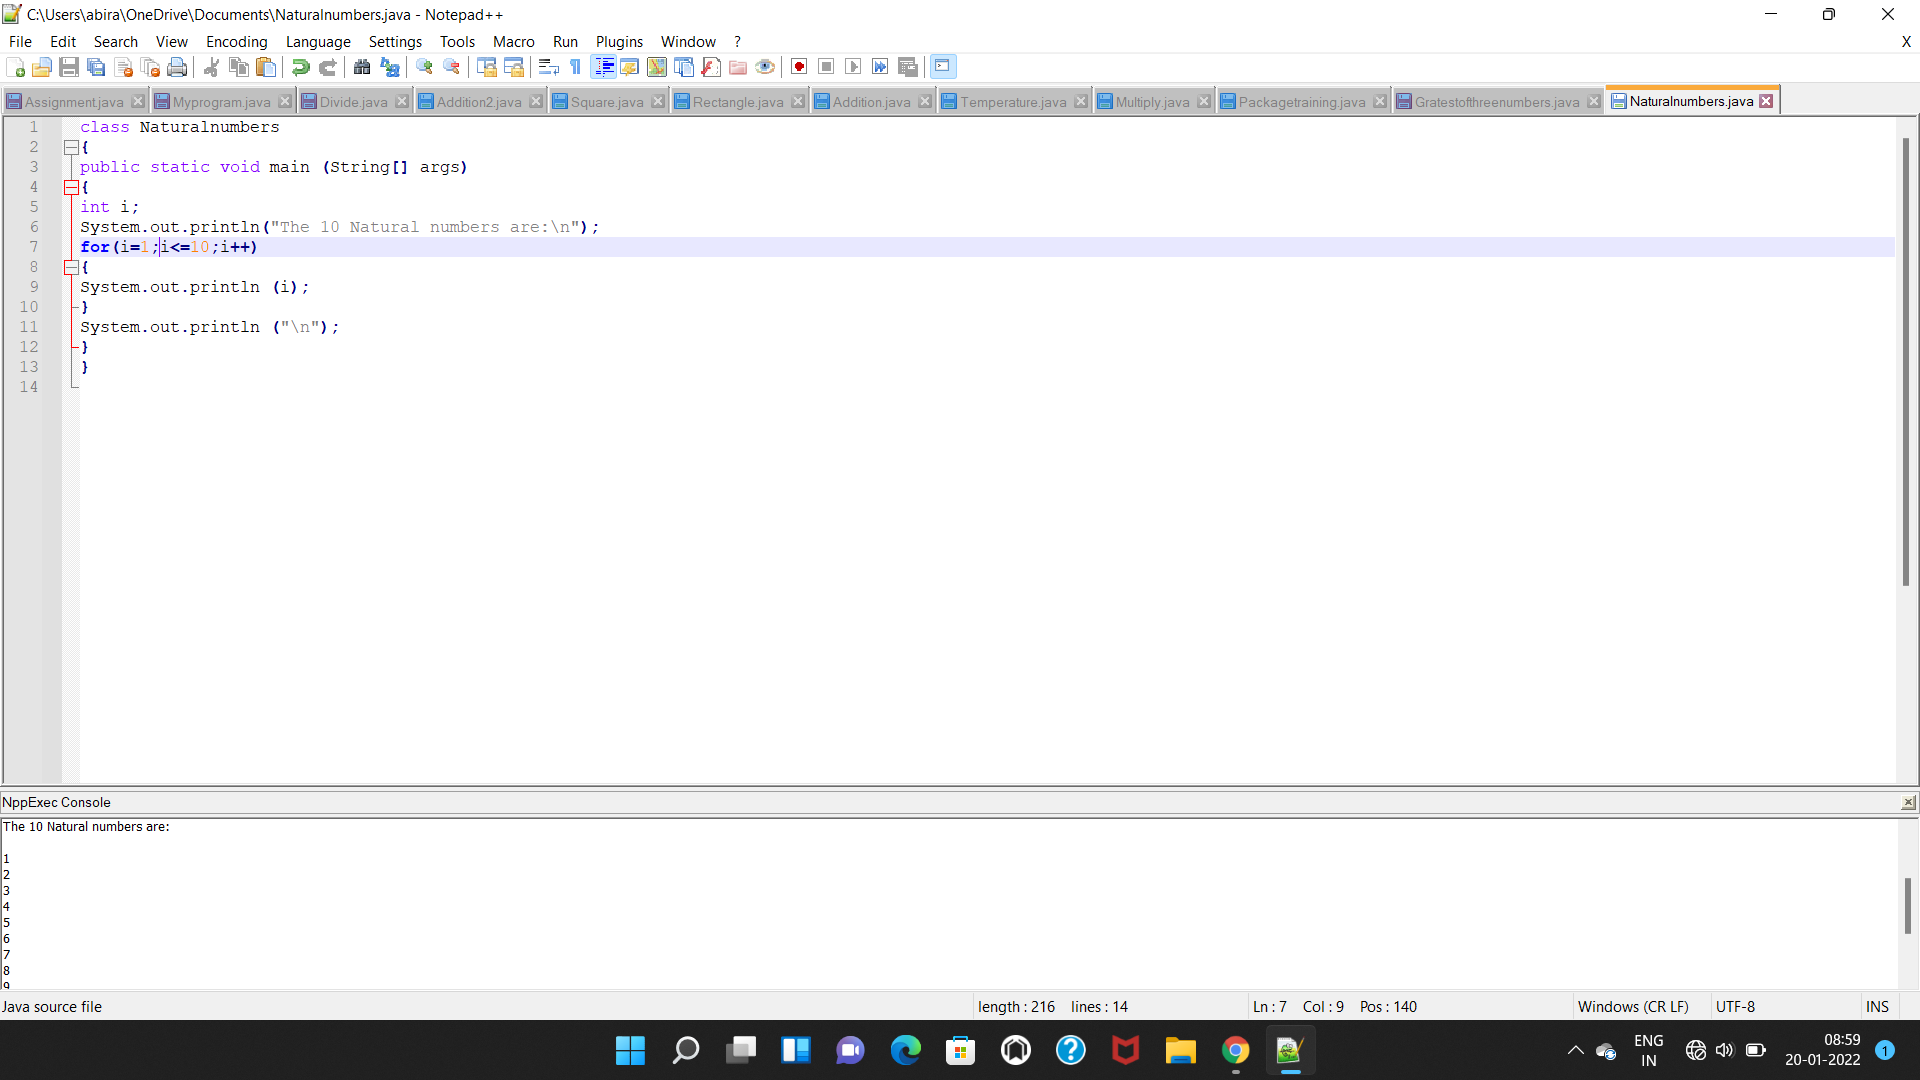 C:\Users\abira\OneDrive\Documents\Naturalnumbers.java - Notepad++
File Edit Search View Encoding Language Settings Tools Macro Run Plugins Window ? X
Assignment.java Myprogram.java Divide.java Addition2.java Square.java Rectangle.java Addition.java Temperature.java Multiply.java Packagetraining.java Gratestofthreenumbers.java Naturalnumbers.java
1 class Naturalnumbers
2 {
3 public static void main (String[] args)
4 {
5 int i;
6 System.out.println("The 10 Natural numbers are:\n");
7 for(i=1;i<=10;i++)
8 {
9 System.out.println (i);
10 }
11 System.out.println ("\n");
12 }
13 }
14
NppExec Console
The 10 Natural numbers are:
1
2
3
4
5
6
7
8
9
Java source file length : 216 lines : 14 Ln : 7 Col : 9 Pos : 140 Windows (CR LF) UTF-8 INS
ENG
IN
08:59
20-01-2022
1